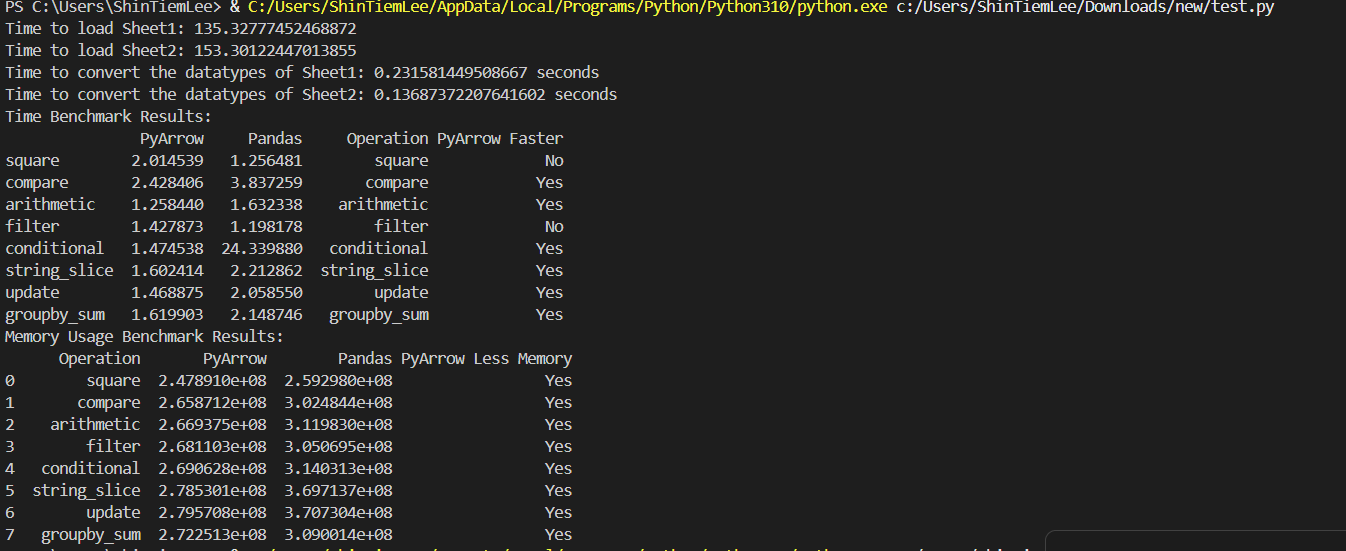 PS C:\Users\ShinTiemLee> & C:/Users/ShinTiemLee/AppData/Local/Programs/Python/Python310/python.exe c:/Users/ShinTiemLee/Downloads/new/test.py
Time to load Sheet1: 135.32777452468872
Time to load Sheet2: 153.30122447013855
Time to convert the datatypes of Sheet1: 0.231581449508667 seconds
Time to convert the datatypes of Sheet2: 0.13687372207641602 seconds
Time Benchmark Results:
PyArrow Pandas Operation PyArrow Faster
square 2.014539 1.256481 square No
compare 2.428406 3.837259 compare Yes
arithmetic 1.258440 1.632338 arithmetic Yes
filter 1.427873 1.198178 filter No
conditional 1.474538 24.339880 conditional Yes
string_slice 1.602414 2.212862 string_slice Yes
update 1.468875 2.058550 update Yes
groupby_sum 1.619903 2.148746 groupby_sum Yes
Memory Usage Benchmark Results:
Operation PyArrow Pandas PyArrow Less Memory
0 square 2.478910e+08 2.592980e+08 Yes
1 compare 2.658712e+08 3.024844e+08 Yes
2 arithmetic 2.669375e+08 3.119830e+08 Yes
3 filter 2.681103e+08 3.050695e+08 Yes
4 conditional 2.690628e+08 3.140313e+08 Yes
5 string_slice 2.785301e+08 3.697137e+08 Yes
6 update 2.795708e+08 3.707304e+08 Yes
7 groupby_sum 2.722513e+08 3.090014e+08 Yes